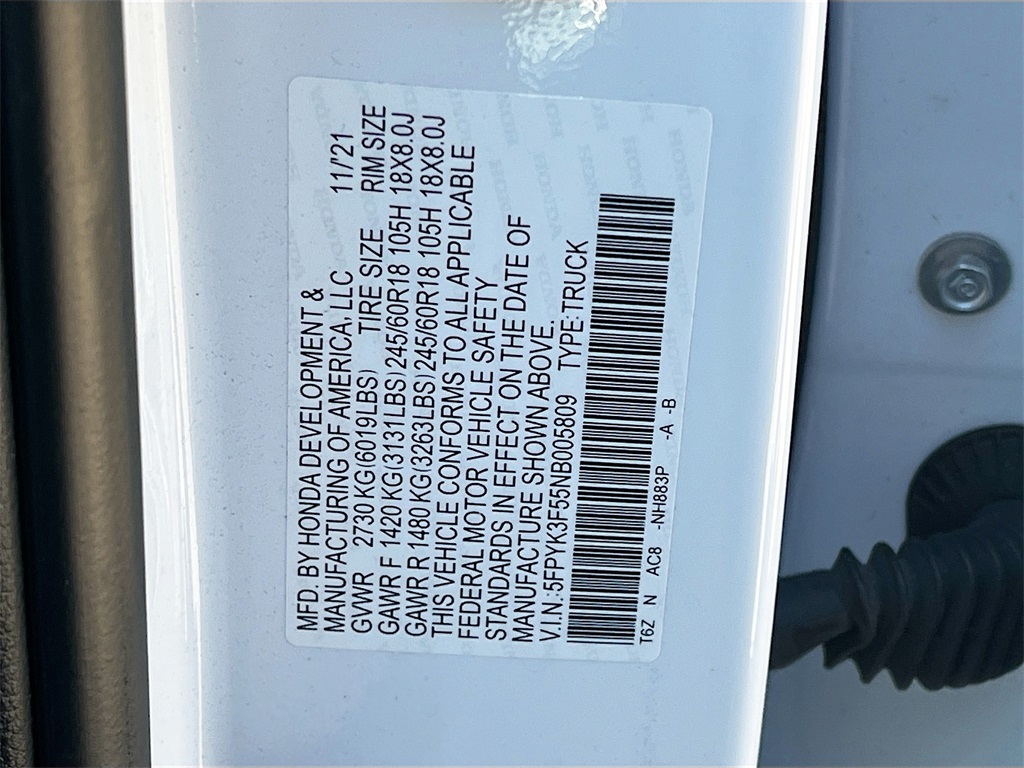 MFD. BY HONDA DEVELOPMENT &
MANUFACTURING OF AMERICA, LLC 11/'21
GVWR 2730 KG(6019LBS) TIRE SIZE RIM SIZE
GAWR F 1420 KG(3131LBS)245/60R18 105H 18X8.0J
GAWR R 1480 KG(3263LBS)245/60R18 105H 18X8.0J
THIS VEHICLE CONFORMS TO ALL APPLICABLE
FEDERAL MOTOR VEHICLE SAFETY
STANDARDS IN EFFECT ON THE DATE OF
MANUFACTURE SHOWN ABOVE.
V.I.N.:5FPYK3F55NB005809 TYPE:TRUCK
T6Z N AC8 -NH883P -A -B